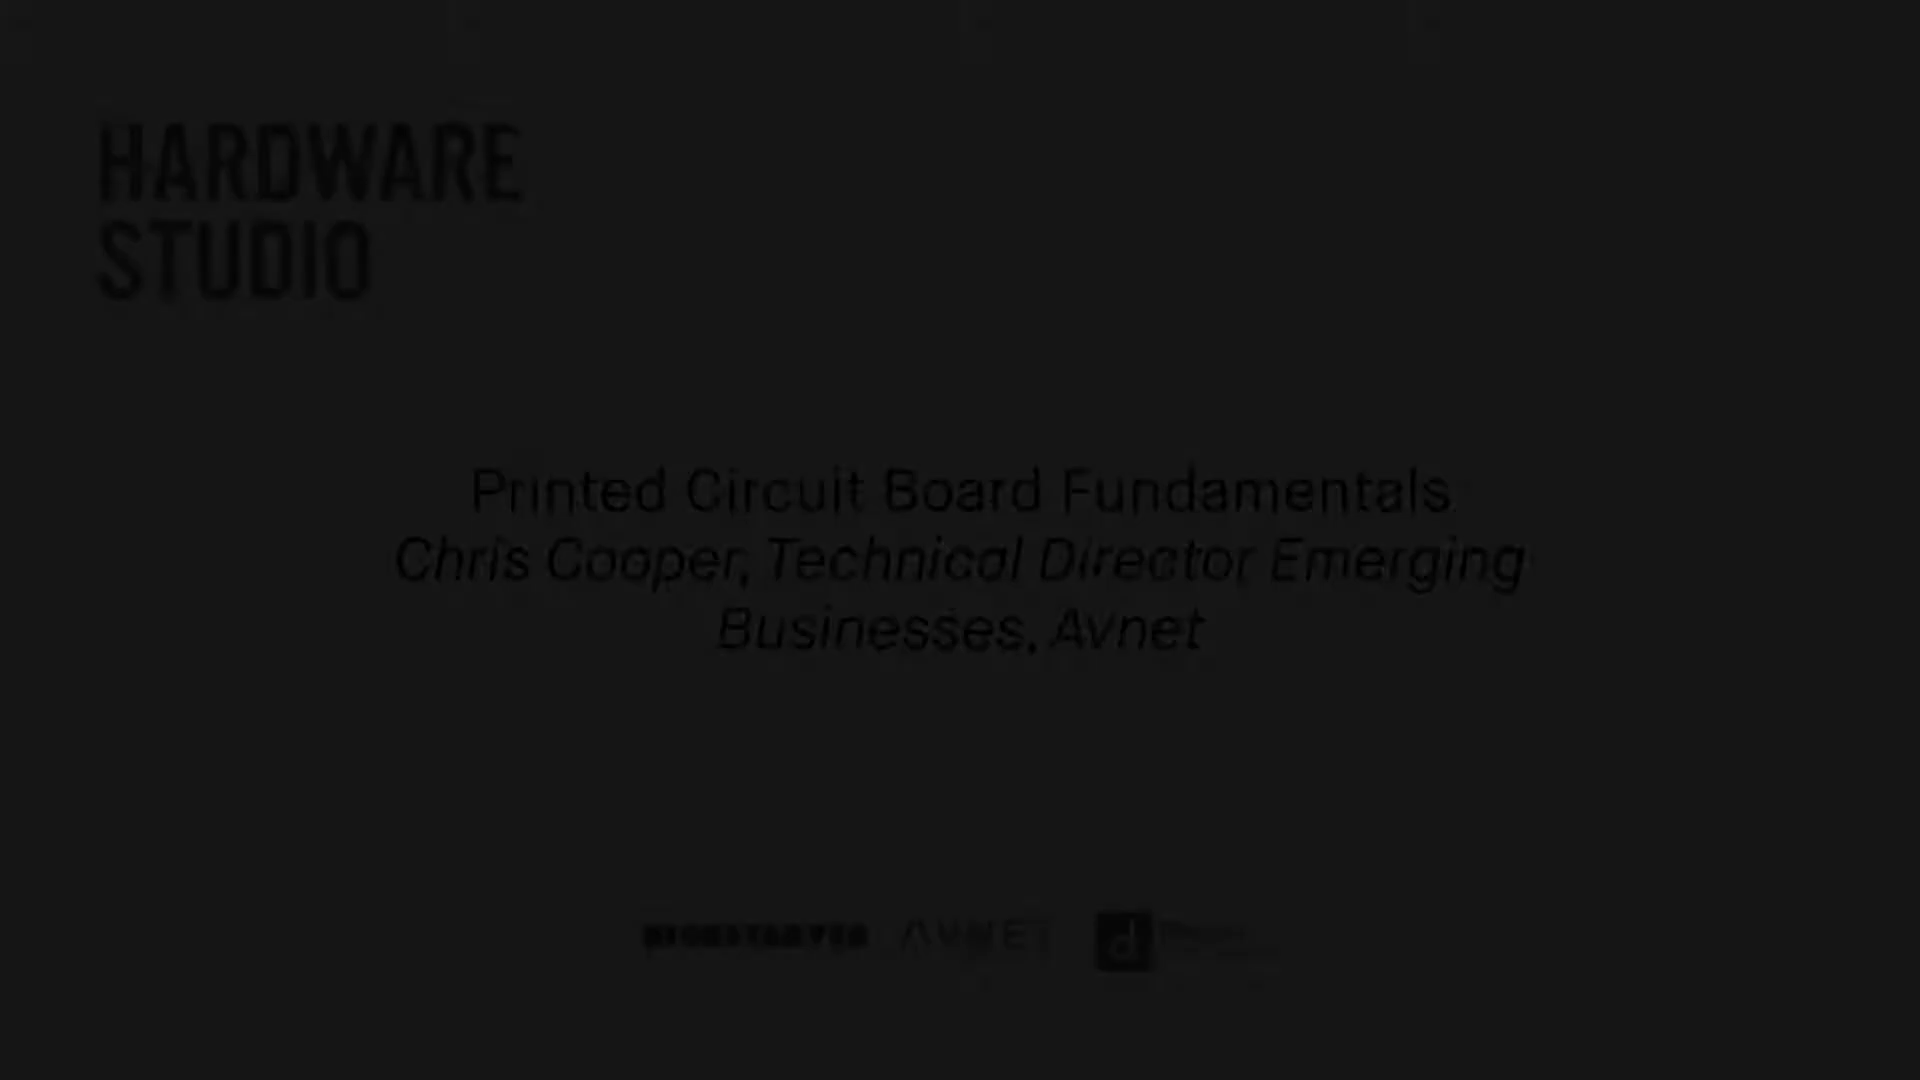 HARDWARE
STUDIO
Printed Circuit Board Fundamentals
Chris Cooper, Technical Director Emerging
Businesses, Avnet
KICKSTARTER AVNET d